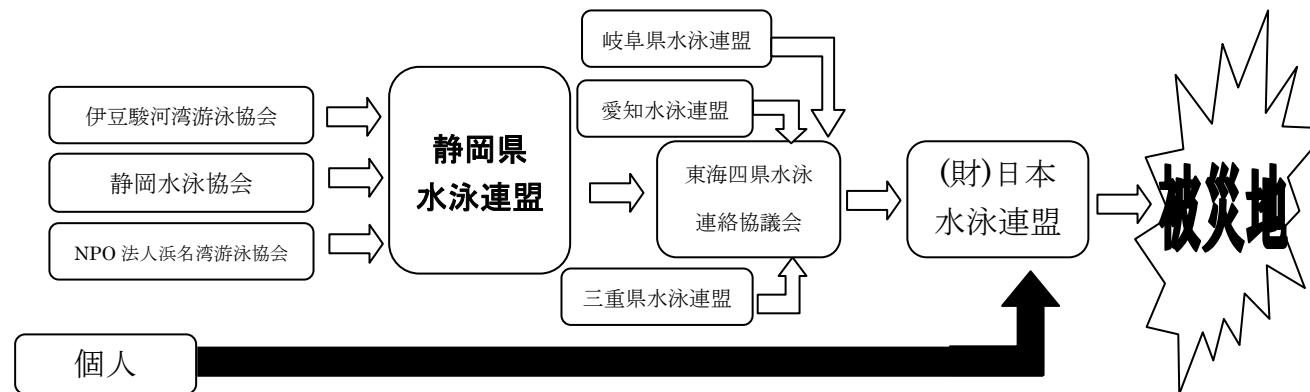 岐阜県水泳連盟
愛知水泳連盟
伊豆駿河湾游泳協会
静岡水泳協会
NPO 法人浜名湾游泳協会
静岡県
水泳連盟
東海四県水泳
連絡協議会
三重県水泳連盟
(財)日本
水泳連盟
被災地
個人